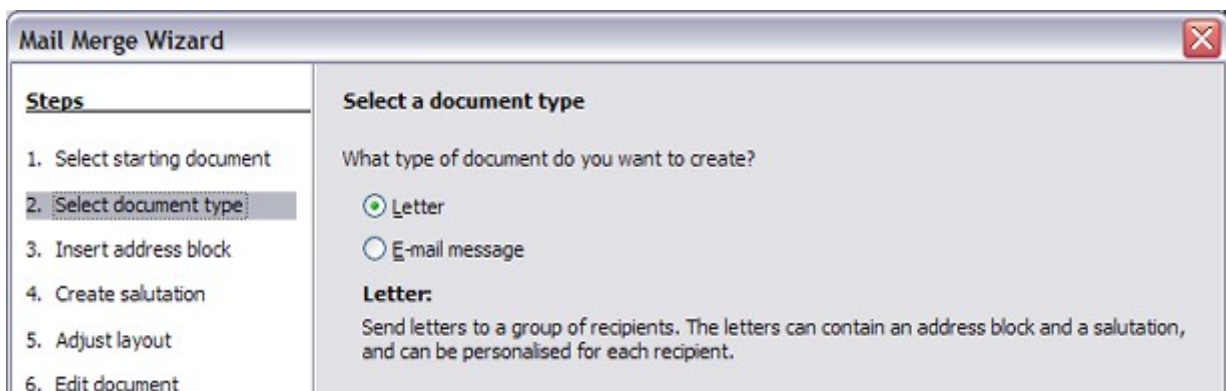 Mail Merge Wizard
Steps
1. Select starting document
2. Select document type
3. Insert address block
4. Create salutation
5. Adjust layout
6. Edit document
Select a document type
What type of document do you want to create?
Letter
E-mail message
Letter:
Send letters to a group of recipients. The letters can contain an address block and a salutation,
and can be personalised for each recipient.